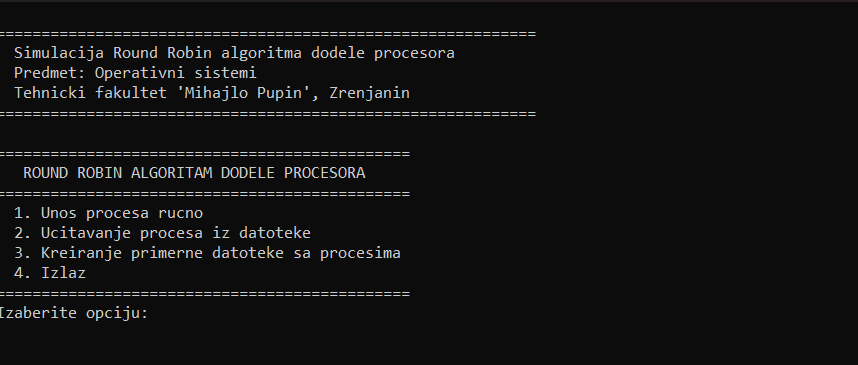 ============================================================
Simulacija Round Robin algoritma dodele procesora
Predmet: Operativni sistemi
Tehnicki fakultet 'Mihajlo Pupin', Zrenjanin
============================================================
==============================================
ROUND ROBIN ALGORITAM DODELE PROCESORA
==============================================
1. Unos procesa rucno
2. Ucitavanje procesa iz datoteke
3. Kreiranje primerne datoteke sa procesima
4. Izlaz
==============================================
Izaberite opciju: